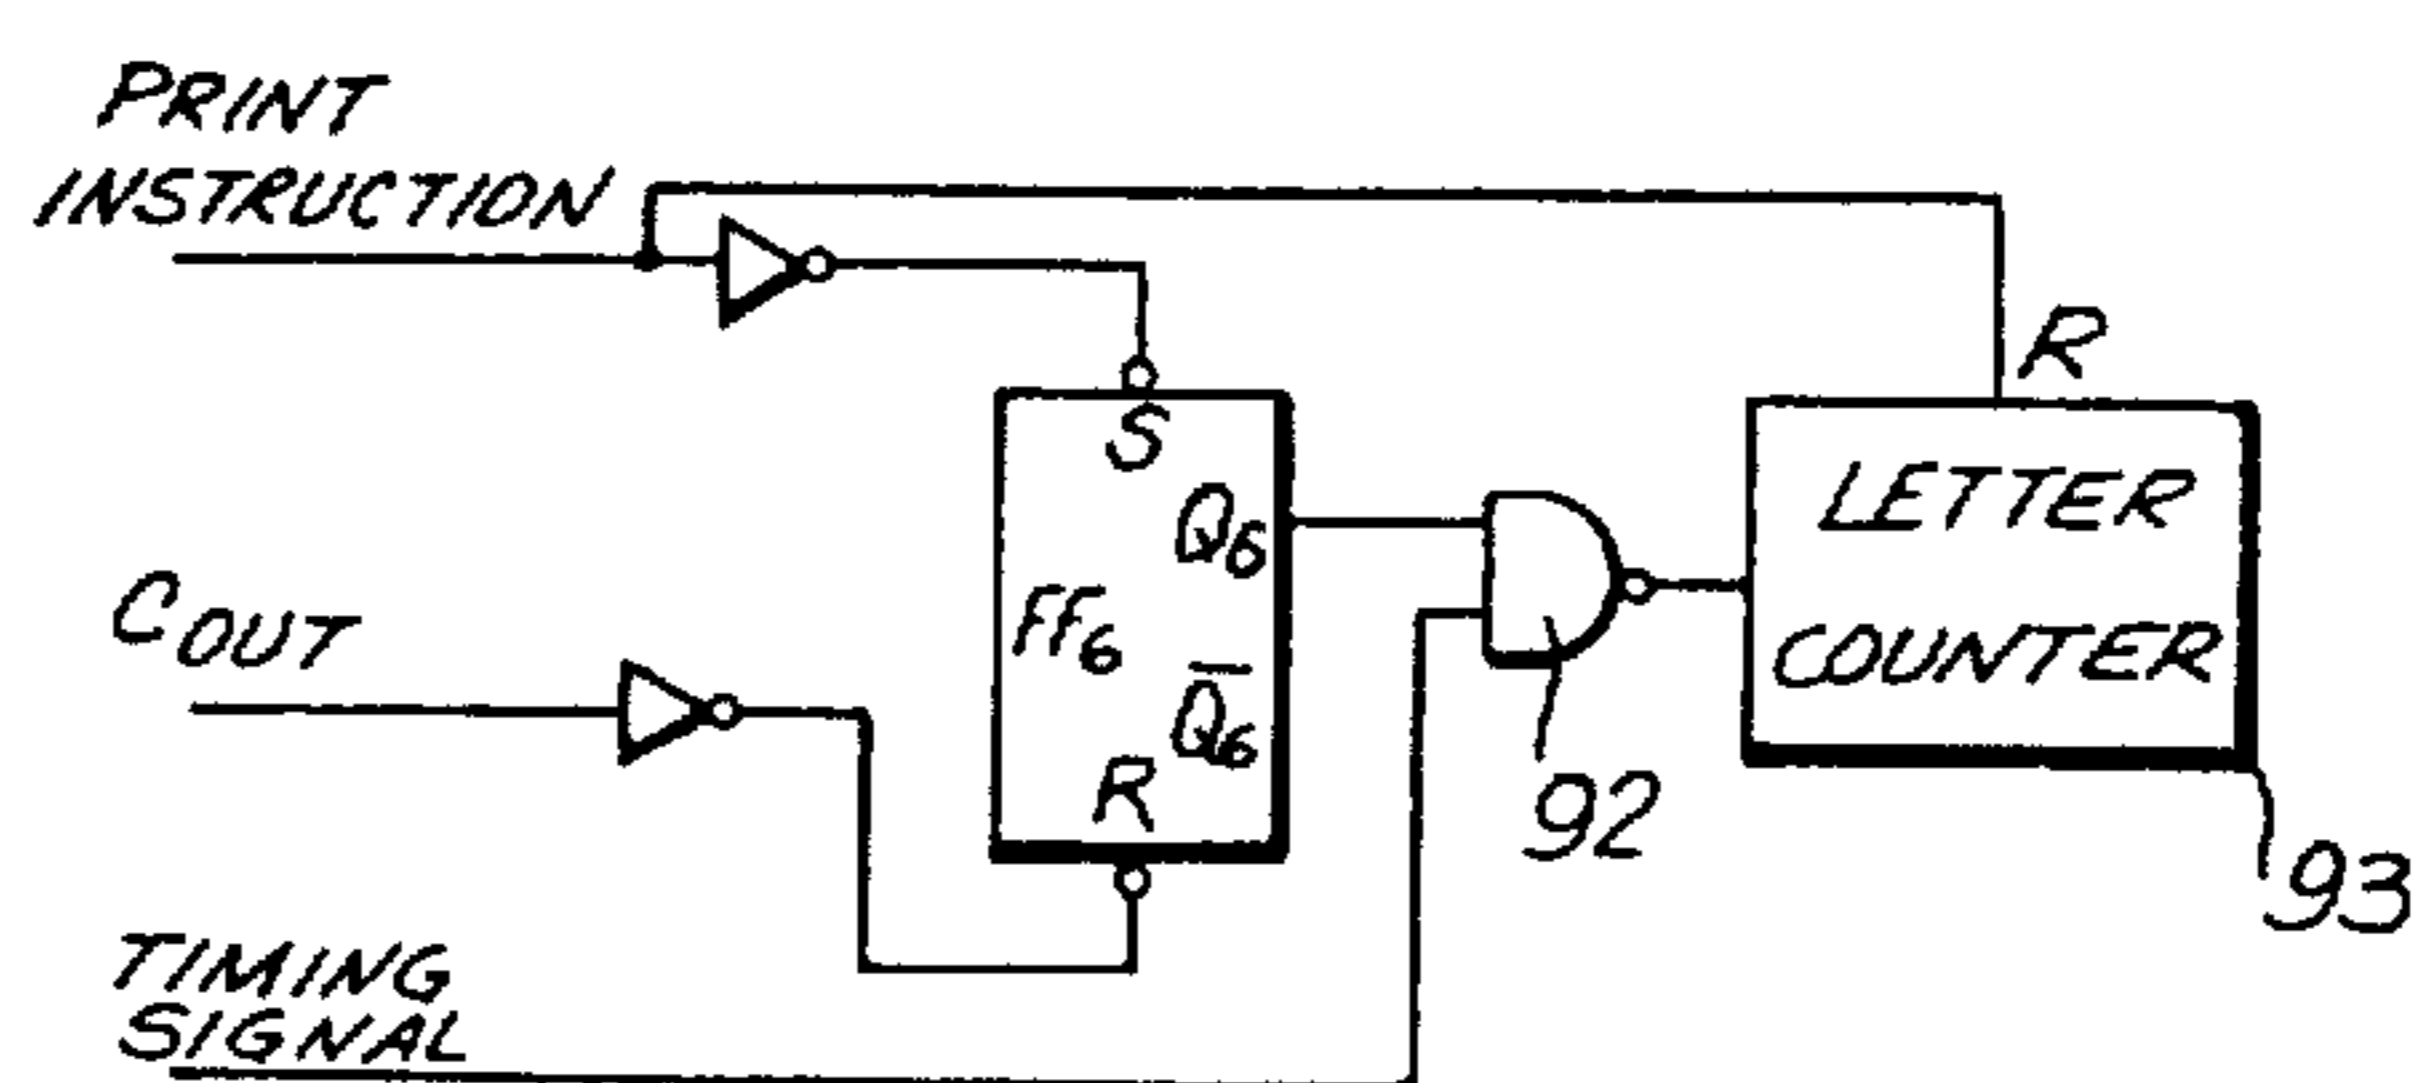 PRINT
INSTRUCTION
R
S
Q6
LETTER
COUNTER
FF6
COUT
Q̅6
R
92
93
TIMING
SIGNAL